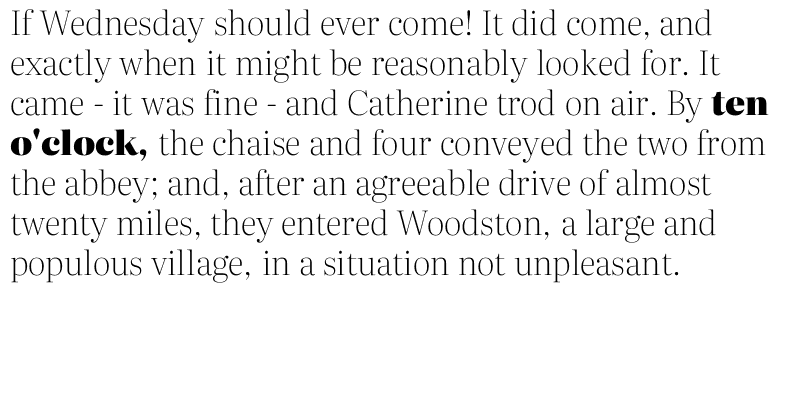 If Wednesday should ever come! It did come, and
exactly when it might be reasonably looked for. It
came - it was fine - and Catherine trod on air. By ten
o'clock, the chaise and four conveyed the two from
the abbey; and, after an agreeable drive of almost
twenty miles, they entered Woodston, a large and
populous village, in a situation not unpleasant.